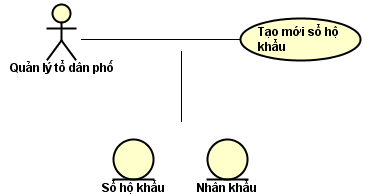 Tạo mới sổ hộ
khẩu
Quản lý tổ dân phố
Sổ hộ khẩu
Nhân khẩu